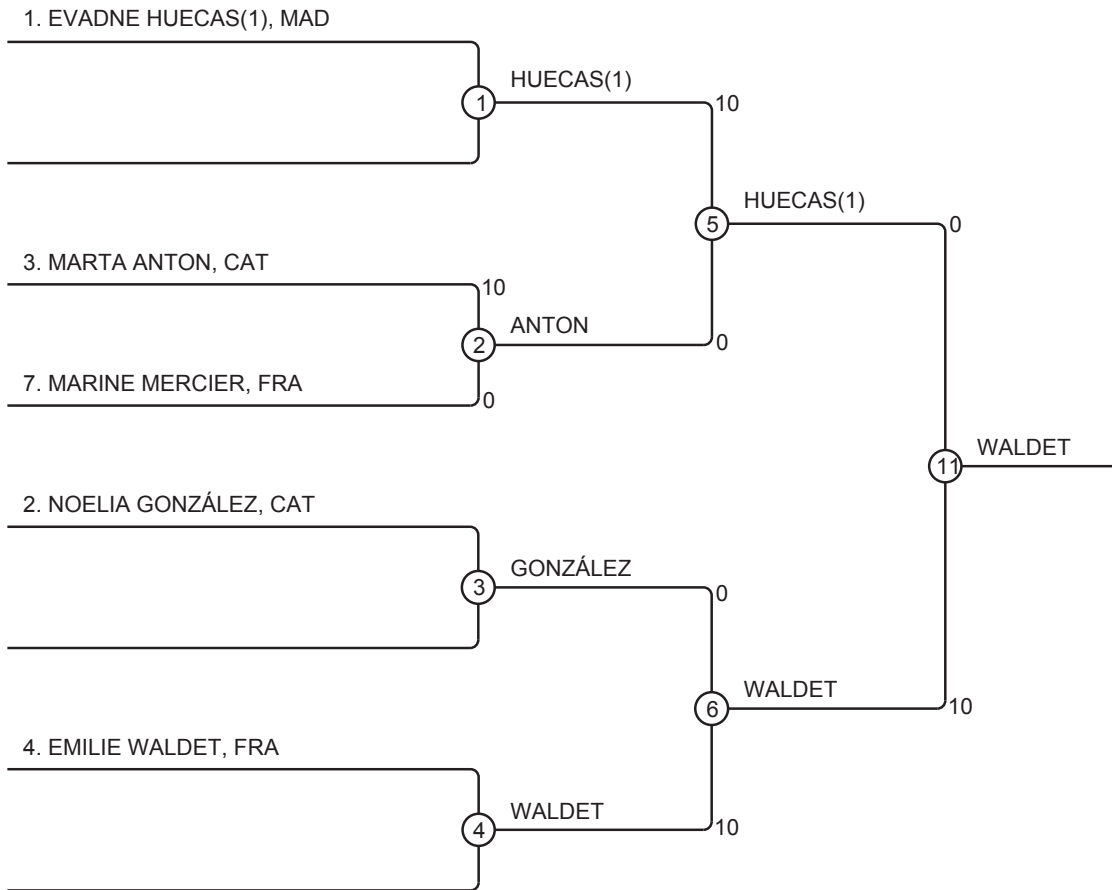 1. EVADNE HUECAS(1), MAD
HUECAS(1)
1
10
HUECAS(1)
5
0
3. MARTA ANTON, CAT
10
ANTON
2
0
7. MARINE MERCIER, FRA
0
WALDET
11
2. NOELIA GONZÁLEZ, CAT
GONZÁLEZ
3
0
WALDET
6
10
4. EMILIE WALDET, FRA
WALDET
4
10